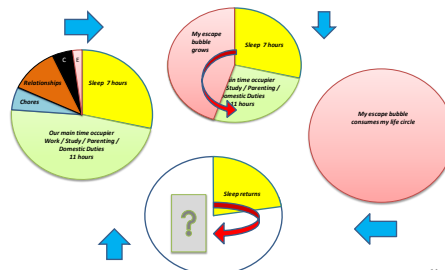 C
E
Relationships
Sleep 7 hours
Chores
Our main time occupier
Work / Study / Parenting /
Domestic Duties
11 hours
My escape
bubble
grows
Sleep 7 hours
in time occupier
/ Study / Parenting /
omestic Duties
11 hours
My escape bubble
consumes my life circle
Sleep returns
?